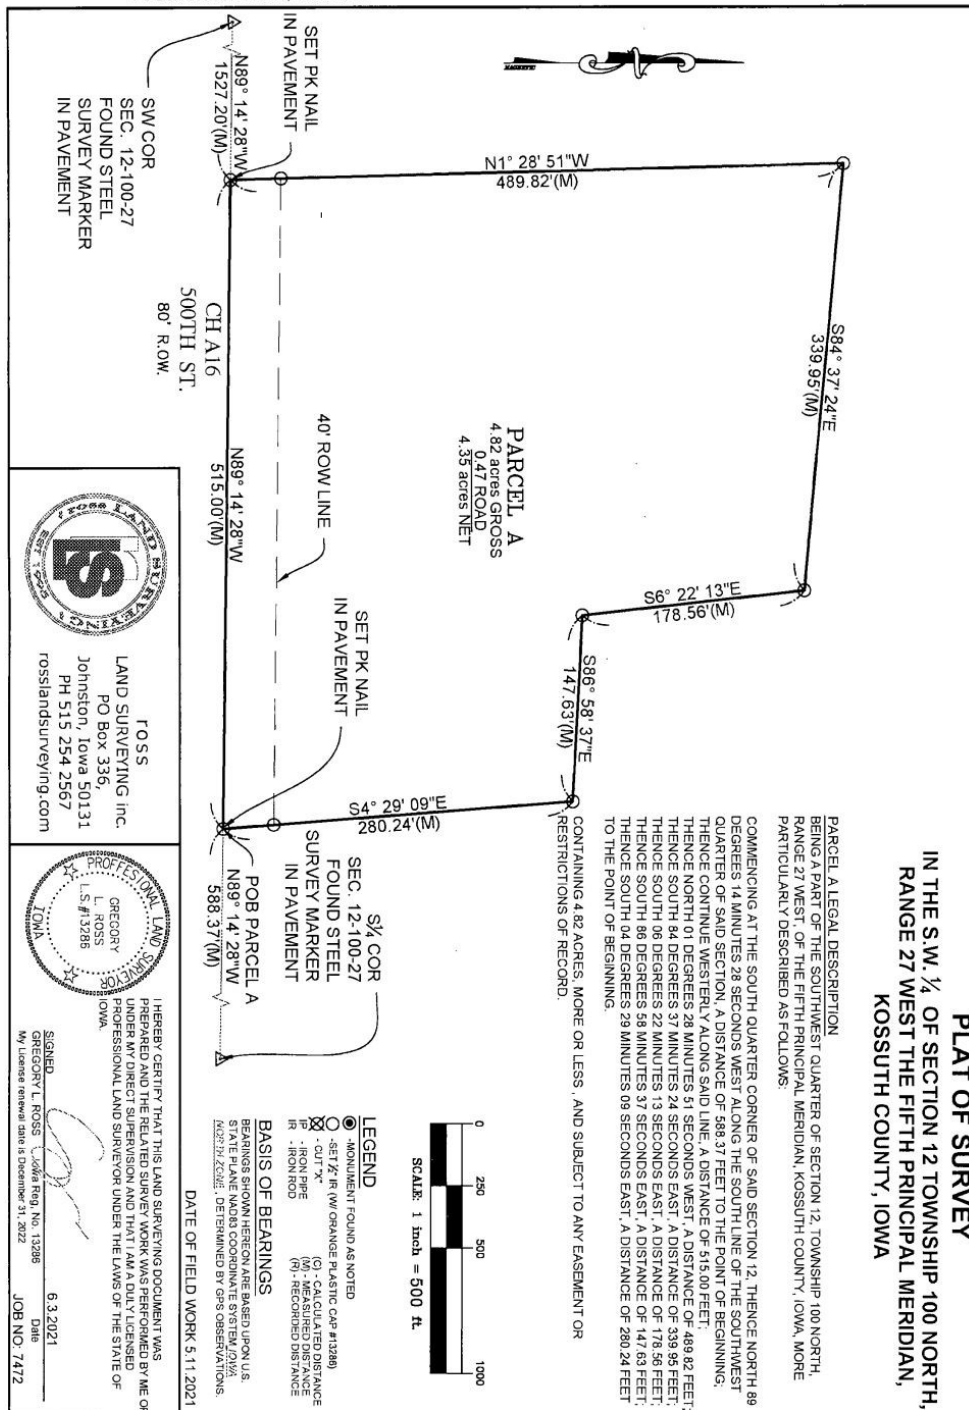 PLAT OF SURVEY
IN THE S.W. ¼ OF SECTION 12 TOWNSHIP 100 NORTH,
RANGE 27 WEST THE FIFTH PRINCIPAL MERIDIAN,
KOSSUTH COUNTY, IOWA
PARCEL A LEGAL DESCRIPTION
BEING A PART OF THE SOUTHWEST QUARTER OF SECTION 12, TOWNSHIP 100 NORTH,
RANGE 27 WEST, OF THE FIFTH PRINCIPAL MERIDIAN, KOSSUTH COUNTY, IOWA, MORE
PARTICULARLY DESCRIBED AS FOLLOWS:
COMMENCING AT THE SOUTH QUARTER CORNER OF SAID SECTION 12, THENCE NORTH 89
DEGREES 14 MINUTES 28 SECONDS WEST ALONG THE SOUTH LINE OF THE SOUTHWEST
QUARTER OF SAID SECTION, A DISTANCE OF 588.37 FEET TO THE POINT OF BEGINNING;
THENCE CONTINUE WESTERLY ALONG SAID LINE, A DISTANCE OF 515.00 FEET;
THENCE NORTH 01 DEGREES 28 MINUTES 51 SECONDS WEST, A DISTANCE OF 489.82 FEET;
THENCE SOUTH 84 DEGREES 37 MINUTES 24 SECONDS EAST, A DISTANCE OF 339.95 FEET;
THENCE SOUTH 06 DEGREES 22 MINUTES 13 SECONDS EAST, A DISTANCE OF 178.56 FEET;
THENCE SOUTH 86 DEGREES 58 MINUTES 37 SECONDS EAST, A DISTANCE OF 147.63 FEET;
THENCE SOUTH 04 DEGREES 29 MINUTES 09 SECONDS EAST, A DISTANCE OF 280.24 FEET
TO THE POINT OF BEGINNING.
CONTAINING 4.82 ACRES, MORE OR LESS , AND SUBJECT TO ANY EASEMENT OR
RESTRICTIONS OF RECORD.
MAGNETIC
N1° 28' 51"W
489.82'(M)
S84° 37' 24"E
339.95'(M)
S6° 22' 13"E
178.56'(M)
S86° 58' 37"E
147.63'(M)
S4° 29' 09"E
280.24'(M)
PARCEL A
4.82 acres GROSS
0.47 ROAD
4.35 acres NET
40' ROW LINE
SET PK NAIL
IN PAVEMENT
SET PK NAIL
IN PAVEMENT
N89° 14' 28"W
1527.20'(M)
N89° 14' 28"W
515.00'(M)
POB PARCEL A
N89° 14' 28"W
588.37'(M)
SW COR
SEC. 12-100-27
FOUND STEEL
SURVEY MARKER
IN PAVEMENT
CH A16
500TH ST.
80' R.OW.
S¼ COR
SEC. 12-100-27
FOUND STEEL
SURVEY MARKER
IN PAVEMENT
0 250 500 1000
SCALE: 1 inch = 500 ft.
LEGEND
-MONUMENT FOUND AS NOTED
-SET ½" IR (W/ ORANGE PLASTIC CAP #13286)
- CUT "X"
IP - IRON PIPE
IR - IRON ROD
(C) - CALCULATED DISTANCE
(M) - MEASURED DISTANCE
(R) - RECORDED DISTANCE
BASIS OF BEARINGS
BEARINGS SHOWN HEREON ARE BASED UPON U.S.
STATE PLANE NAD83 COORDINATE SYSTEM IOWA
NORTH ZONE , DETERMINED BY GPS OBSERVATIONS.
DATE OF FIELD WORK 5.11.2021
ross LAND SURVEYING
EST 1995
ross
LAND SURVEYING inc.
PO Box 336,
Johnston, Iowa 50131
PH 515 254 2567
rosslandsurveying.com
PROFFESIONAL LAND SURVEYOR
GREGORY
L. ROSS
L.S.#13286
IOWA
I HEREBY CERTIFY THAT THIS LAND SURVEYING DOCUMENT WAS
PREPARED AND THE RELATED SURVEY WORK WAS PERFORMED BY ME OR
UNDER MY DIRECT SUPERVISION AND THAT I AM A DULY LICENSED
PROFESSIONAL LAND SURVEYOR UNDER THE LAWS OF THE STATE OF
IOWA.
SIGNED
GREGORY L. ROSS Iowa Reg. No. 13286
6.3.2021
Date
My License renewal date is December 31, 2022
JOB NO: 7472